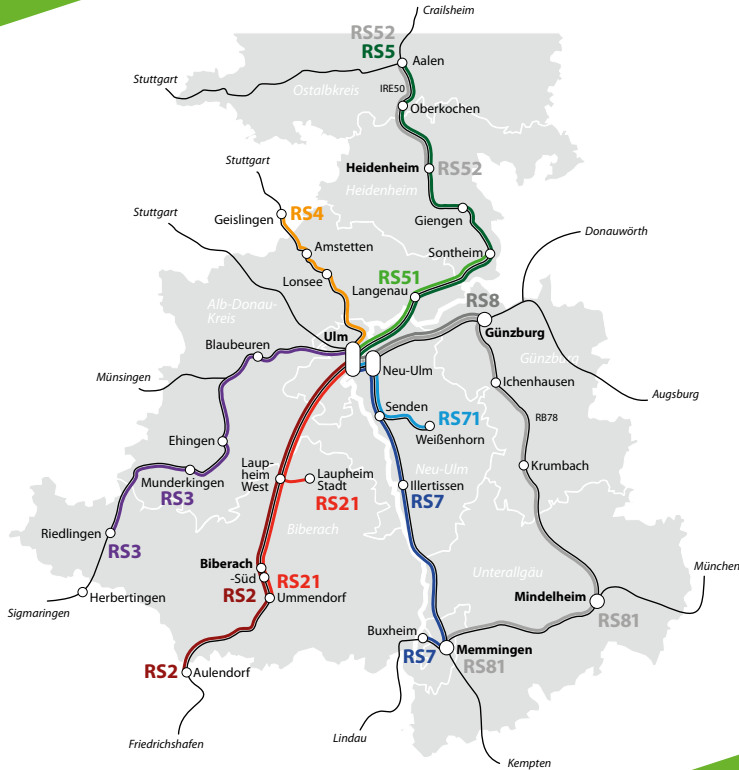 Crailsheim
RS52
RS5
Aalen
Stuttgart
IRE50
Ostalbkreis
Oberkochen
Stuttgart
Heidenheim
RS52
Heidenheim
Geislingen
RS4
Giengen
Stuttgart
Donauwörth
Amstetten
Sontheim
Lonsee
RS51
Langenau
RS8
Alb-Donau-
Kreis
Ulm
Günzburg
Blaubeuren
Günzburg
Neu-Ulm
Münsingen
Ichenhausen
Augsburg
Senden
RS71
RB78
Weißenhorn
Ehingen
Laup-
heim
West
Laupheim
Stadt
RS21
Munderkingen
RS3
Neu-Ulm
Krumbach
Illertissen
RS7
Riedlingen
RS3
Biberach
Biberach
-Süd
RS21
RS2
Ummendorf
Unterallgäu
München
Herbertingen
Sigmaringen
Mindelheim
RS81
Buxheim
RS7
Memmingen
RS81
RS2
Aulendorf
Friedrichshafen
Lindau
Kempten